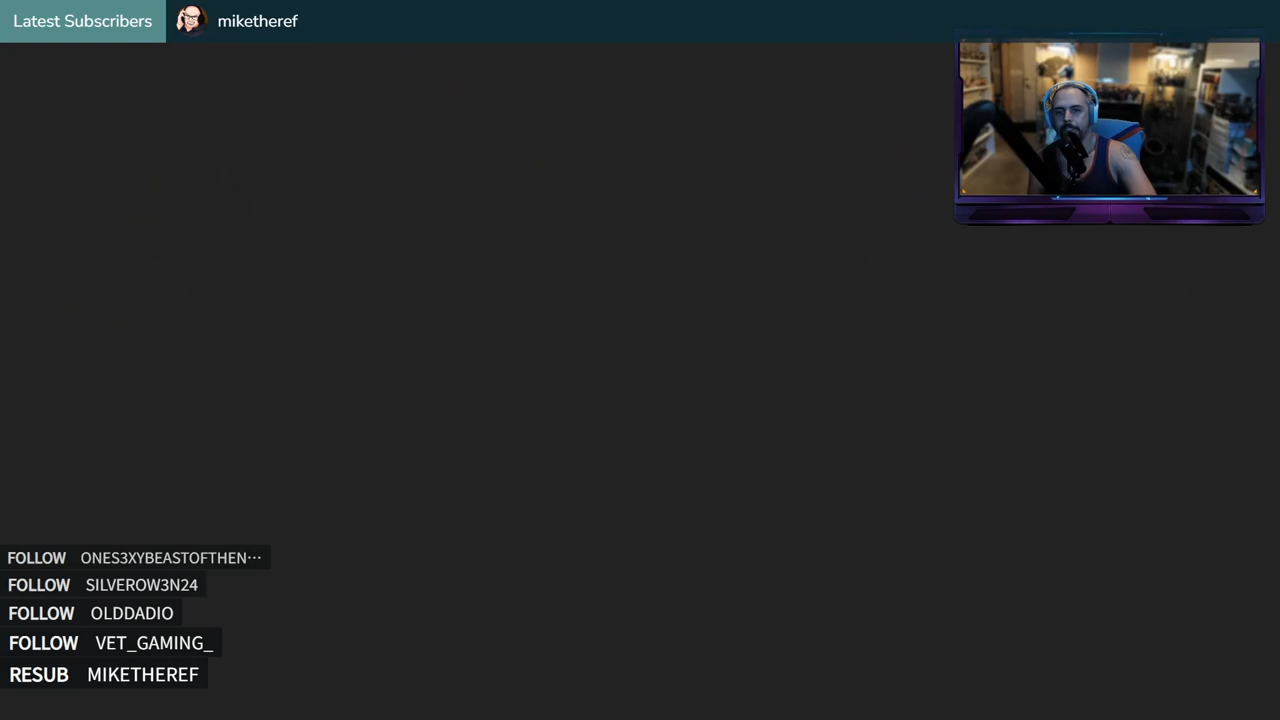 Latest Subscribers miketheref
FOLLOW ONES3XYBEASTOFTHEN···
FOLLOW SILVEROW3N24
FOLLOW OLDDADIO
FOLLOW VET_GAMING_
RESUB MIKETHEREF